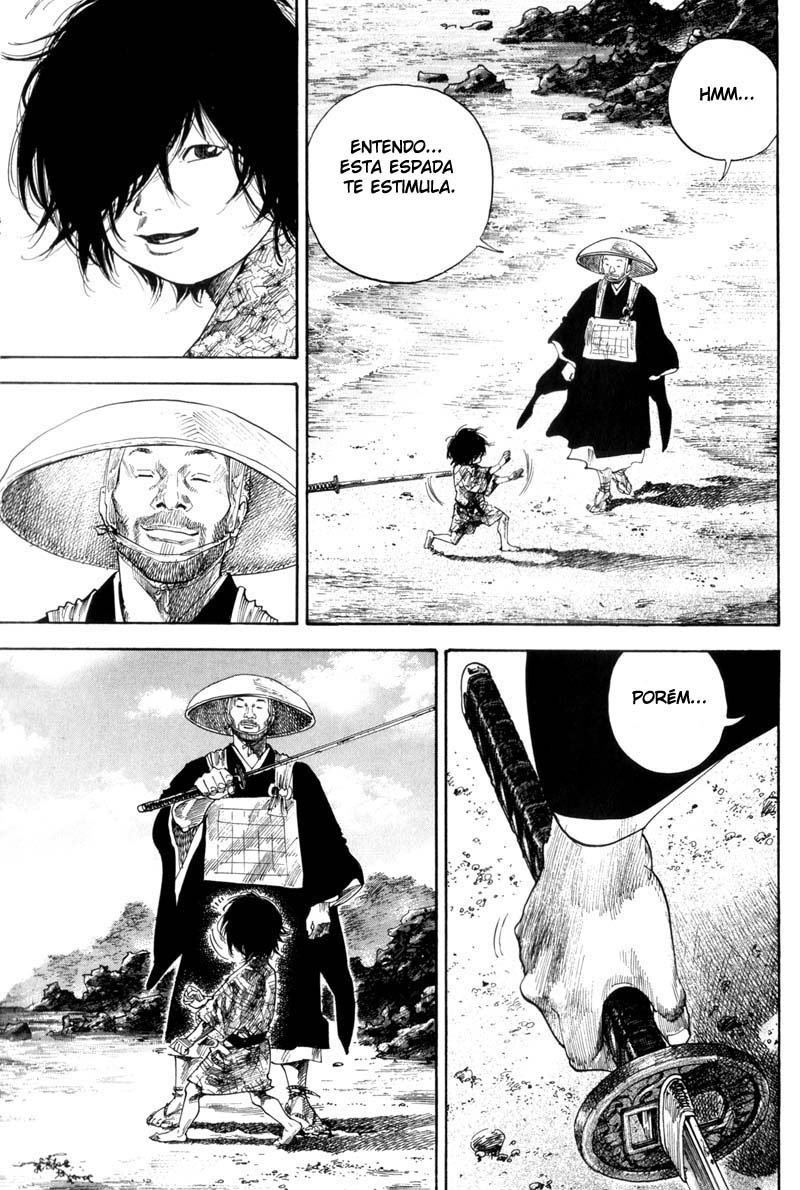 HMM...
ENTENDO...
ESTA ESPADA
TE ESTIMULA.
PORÉM...